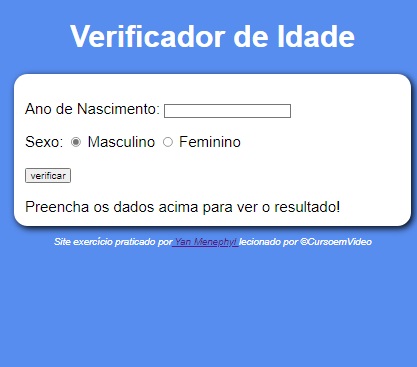 Verificador de Idade
Ano de Nascimento:
Sexo: Masculino Feminino
verificar
Preencha os dados acima para ver o resultado!
Site exercício praticado por Yan Menephyl lecionado por ©CursoemVideo